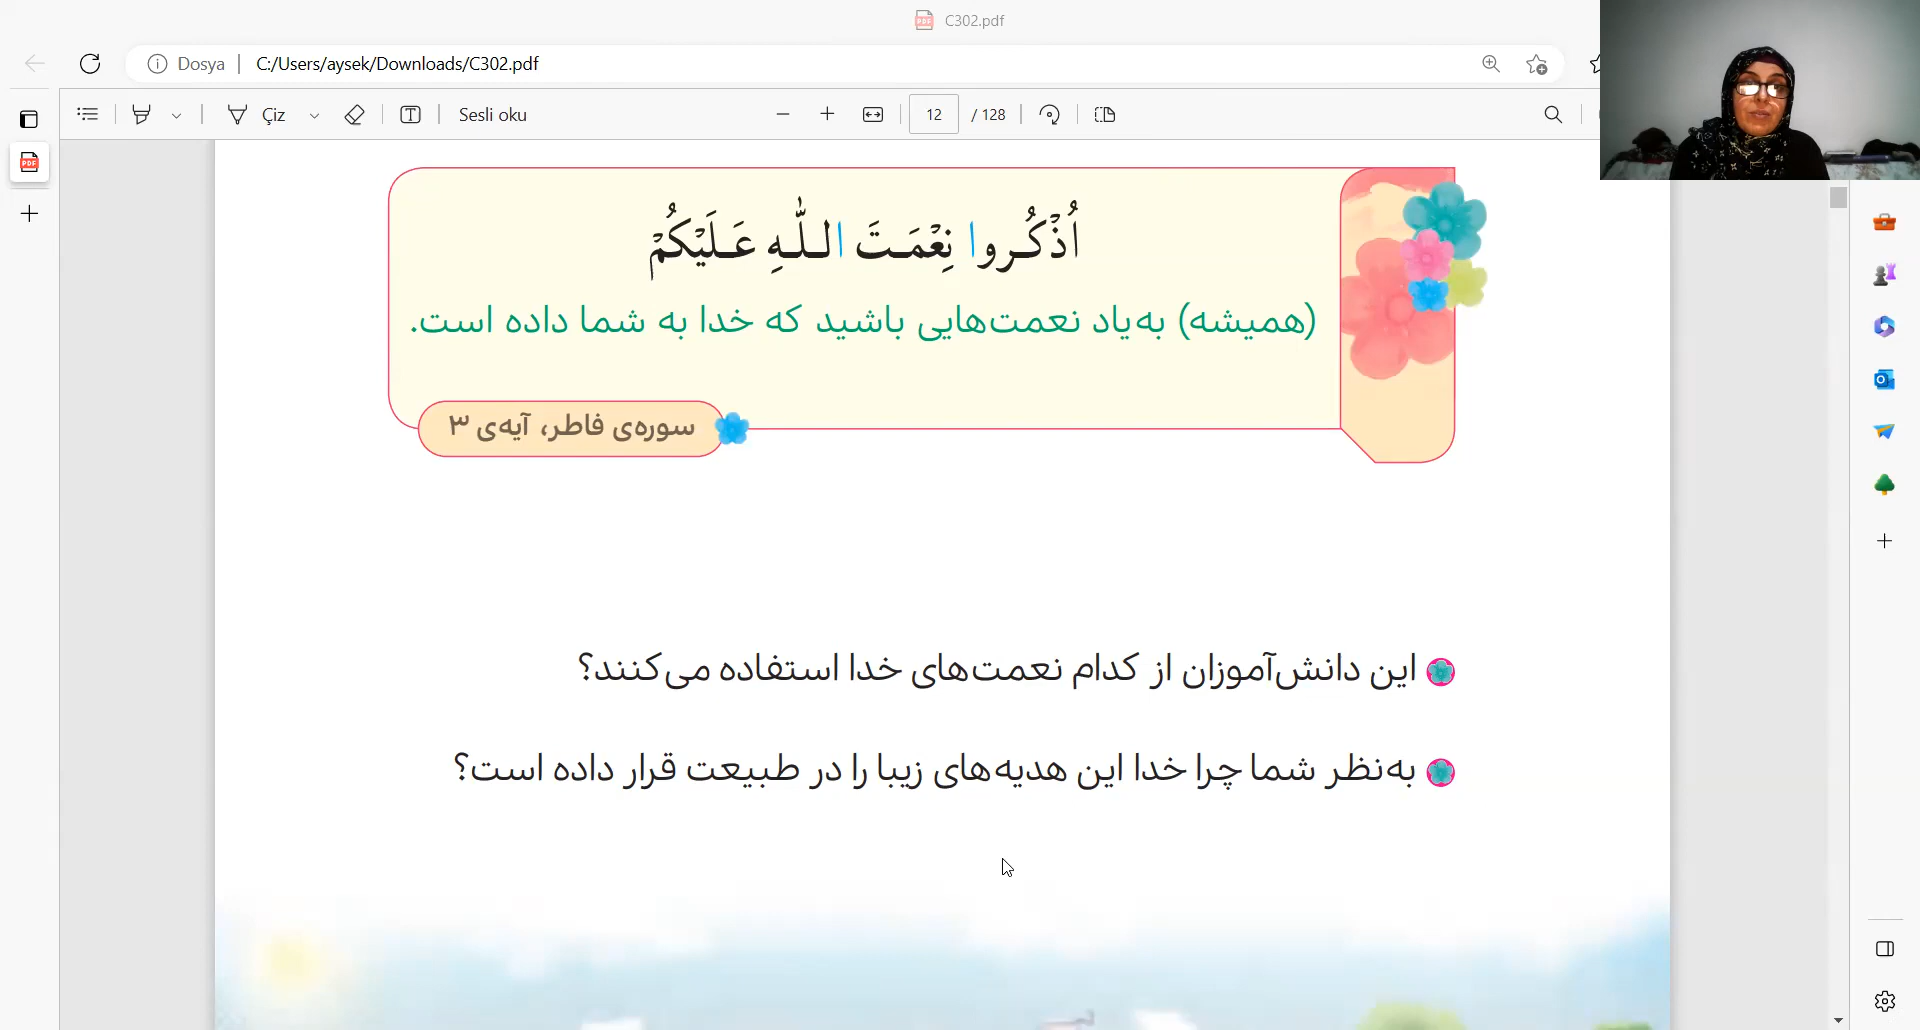 C302.pdf
Dosya
C:/Users/aysek/Downloads/C302.pdf
Çiz
Sesli oku
12 / 128
اُذْكُروا نِعْمَتَ اللّٰهِ عَلَيْكُمْ
(همیشه) به‌یاد نعمت‌هایی باشید که خدا به شما داده است.
سوره‌ی فاطر، آیه‌ی ۳
این دانش‌آموزان از کدام نعمت‌های خدا استفاده می‌کنند؟
به‌نظر شما چرا خدا این هدیه‌های زیبا را در طبیعت قرار داده است؟